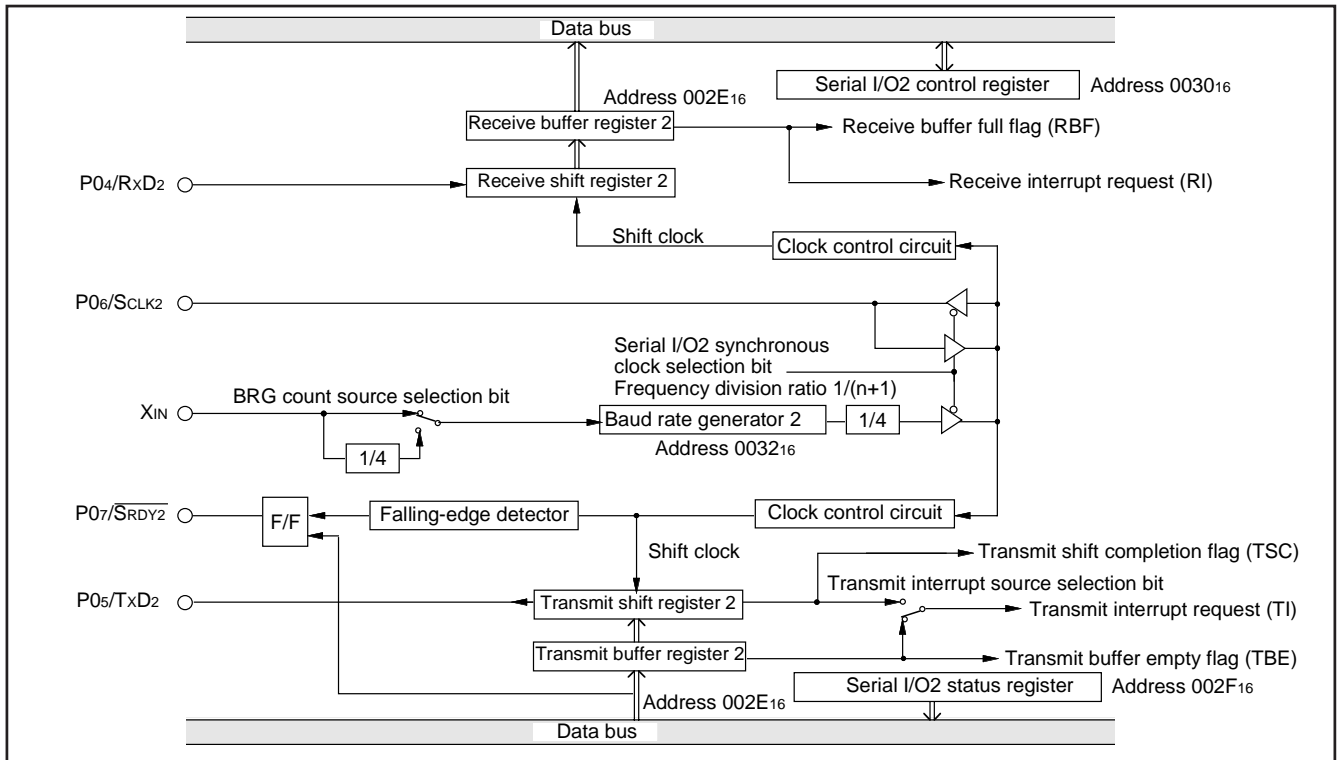 Data bus
Serial I/O2 control register Address 003016
Address 002E16
Receive buffer register 2 Receive buffer full flag (RBF)
P04/RxD2 Receive shift register 2 Receive interrupt request (RI)
Shift clock Clock control circuit
P06/SCLK2
Serial I/O2 synchronous
clock selection bit
Frequency division ratio 1/(n+1)
BRG count source selection bit
XIN Baud rate generator 2 1/4
Address 003216
1/4
P07/SRDY2 F/F Falling-edge detector Clock control circuit
Shift clock Transmit shift completion flag (TSC)
Transmit interrupt source selection bit
P05/TxD2 Transmit shift register 2 Transmit interrupt request (TI)
Transmit buffer register 2 Transmit buffer empty flag (TBE)
Address 002E16 Serial I/O2 status register Address 002F16
Data bus